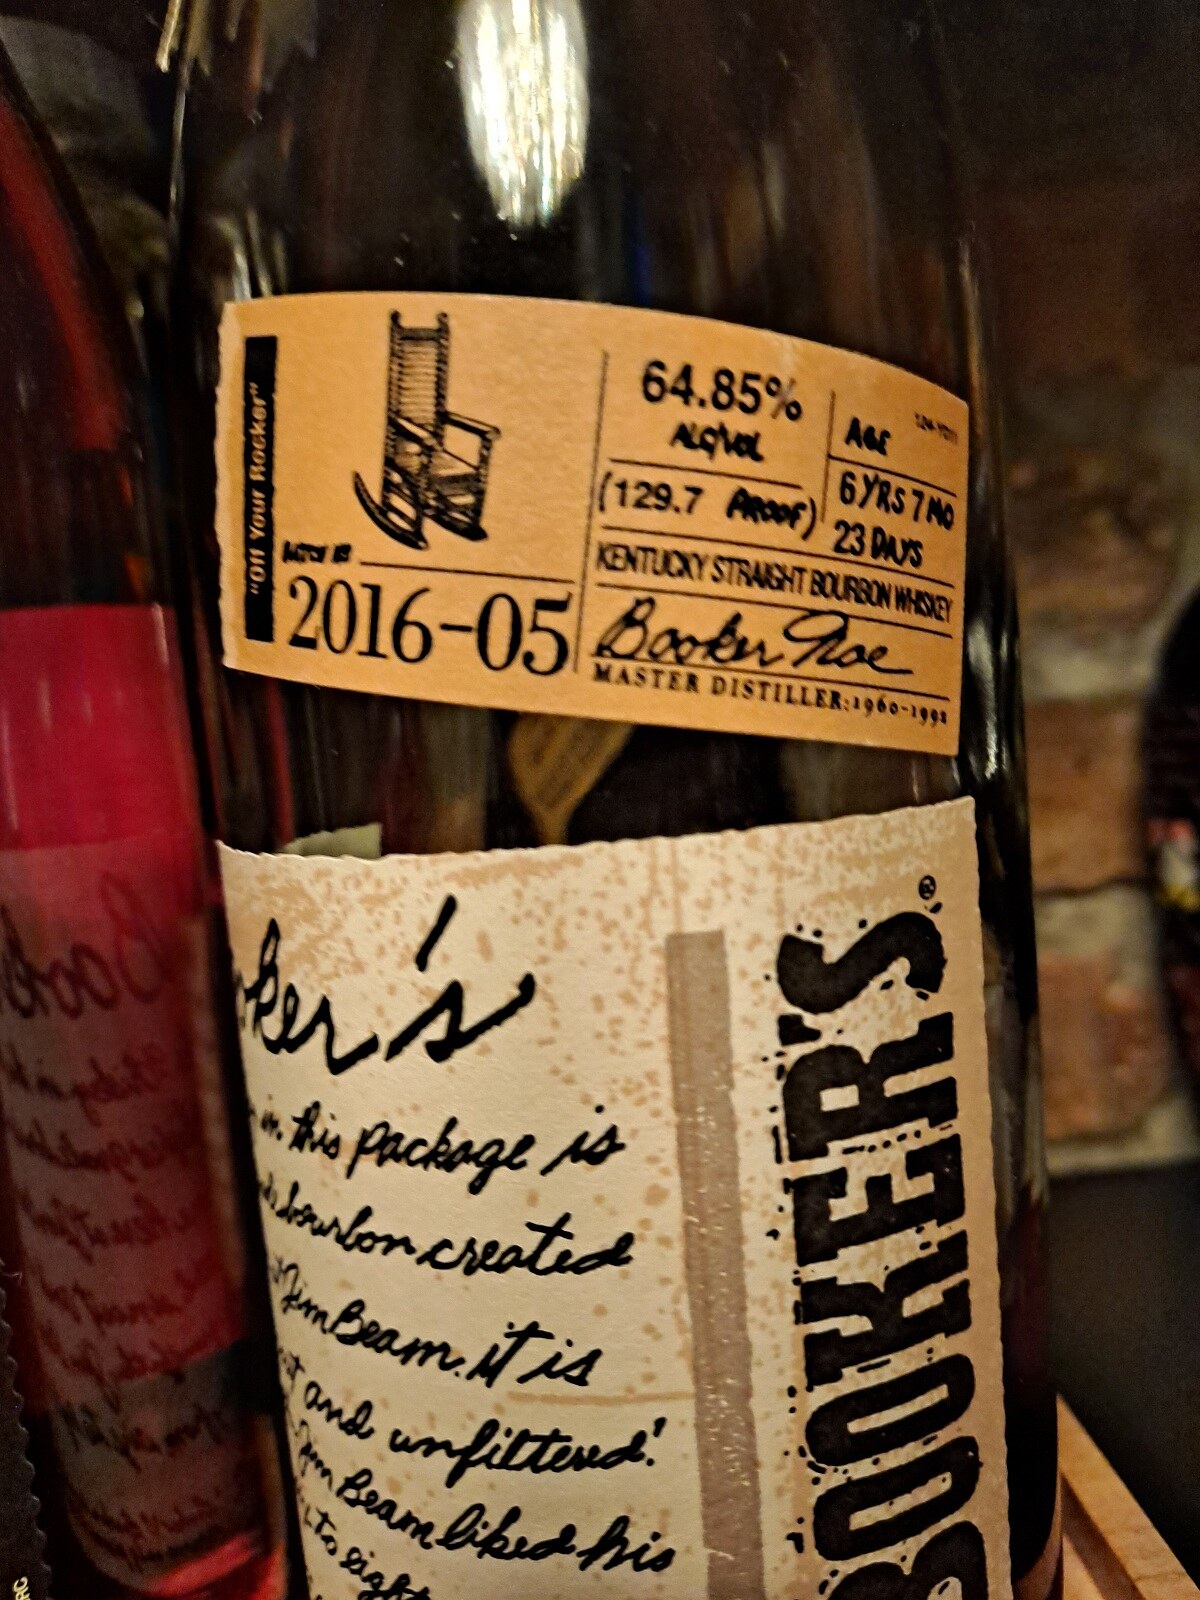 "Off Your Rocker"
BATCH №
2016-05
64.85%
ALC/VOL
(129.7 PROOF)
AGE
6 YRS 7 MO
23 DAYS
KENTUCKY STRAIGHT BOURBON WHISKEY
Booker Noe
MASTER DISTILLER:1960-1992
ker's
in this package is
bourbon created
Jim Beam. it is
and unfiltered!
Jim Beam liked his
to eight
BOOKER'S®